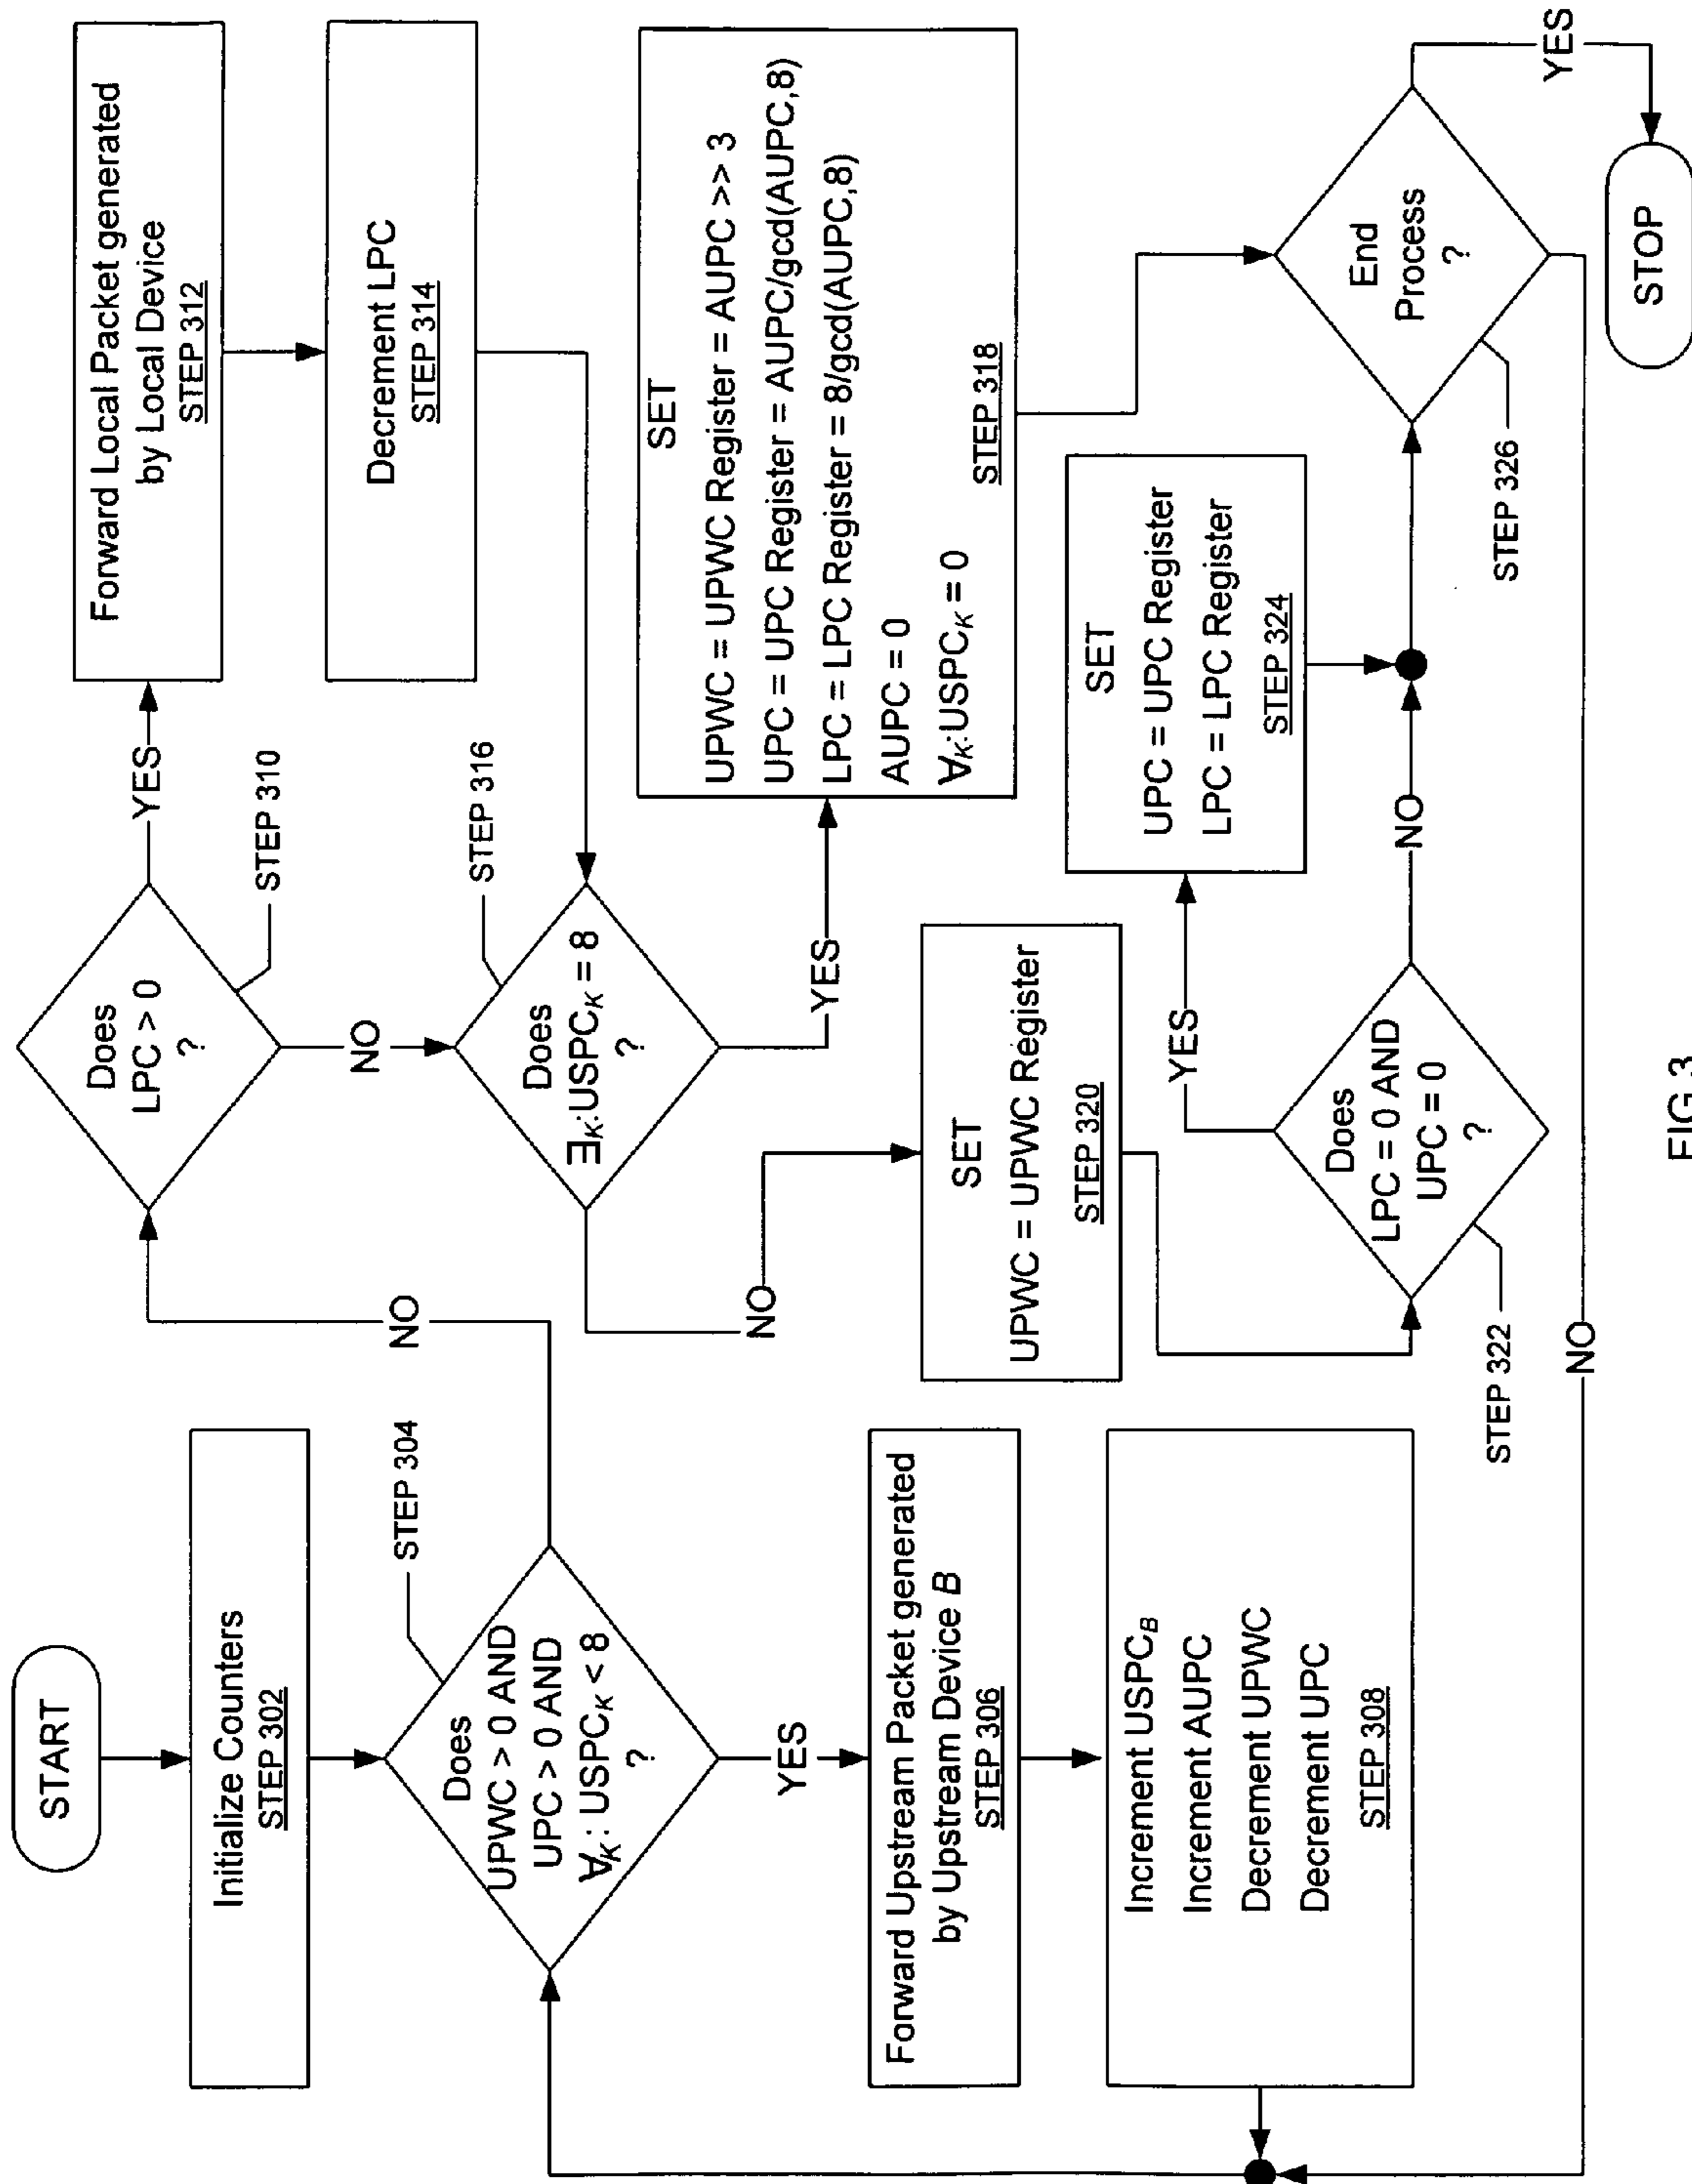 START
Initialize Counters
STEP 302
Does
UPWC > 0 AND
UPC > 0 AND
∀K: USPCK < 8
?
STEP 304
YES
NO
Forward Upstream Packet generated
by Upstream Device B
STEP 306
Increment USPCB
Increment AUPC
Decrement UPWC
Decrement UPC
STEP 308
Does
LPC > 0
?
STEP 310
YES
NO
Forward Local Packet generated
by Local Device
STEP 312
Decrement LPC
STEP 314
Does
∃K:USPCK = 8
?
STEP 316
YES
NO
SET
UPWC = UPWC Register = AUPC >> 3
UPC = UPC Register = AUPC/gcd(AUPC,8)
LPC = LPC Register = 8/gcd(AUPC,8)
AUPC = 0
∀K:USPCK = 0
STEP 318
SET
UPWC = UPWC Register
STEP 320
Does
LPC = 0 AND
UPC = 0
?
STEP 322
YES
NO
SET
UPC = UPC Register
LPC = LPC Register
STEP 324
End
Process
?
STEP 326
YES
NO
STOP
FIG 3